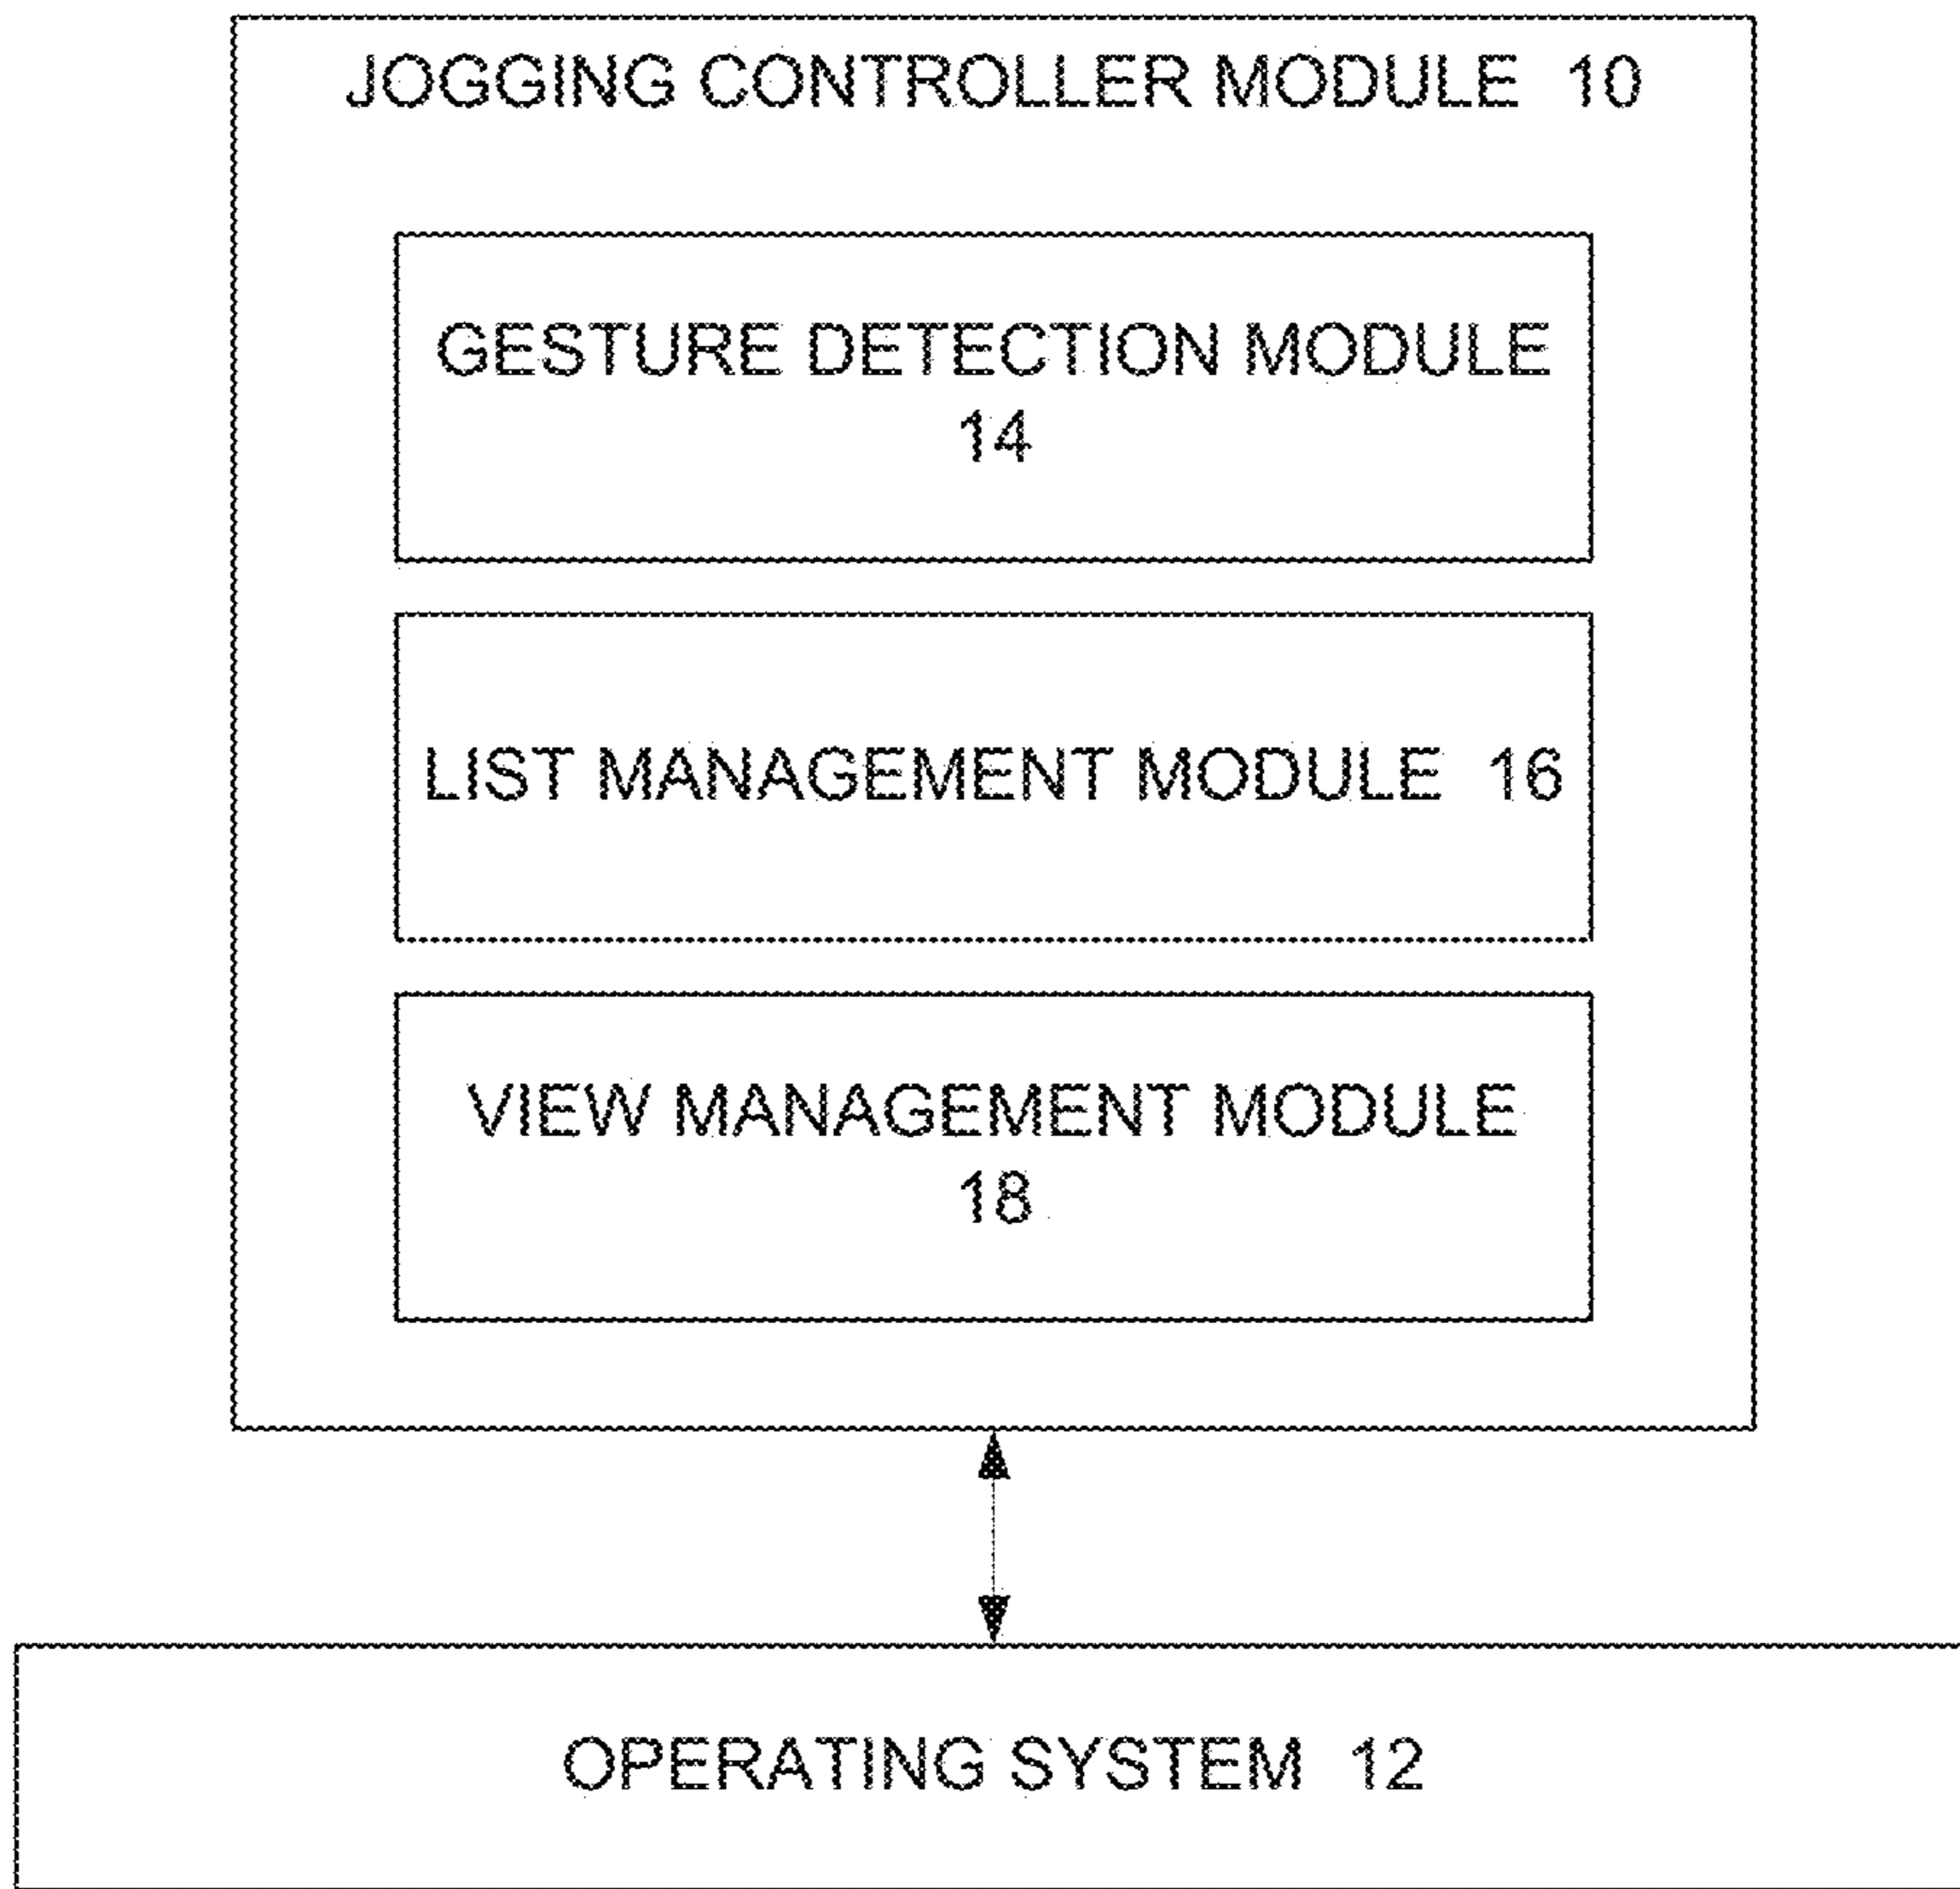 JOGGING CONTROLLER MODULE 10
GESTURE DETECTION MODULE
14
LIST MANAGEMENT MODULE 16
VIEW MANAGEMENT MODULE
18
OPERATING SYSTEM 12